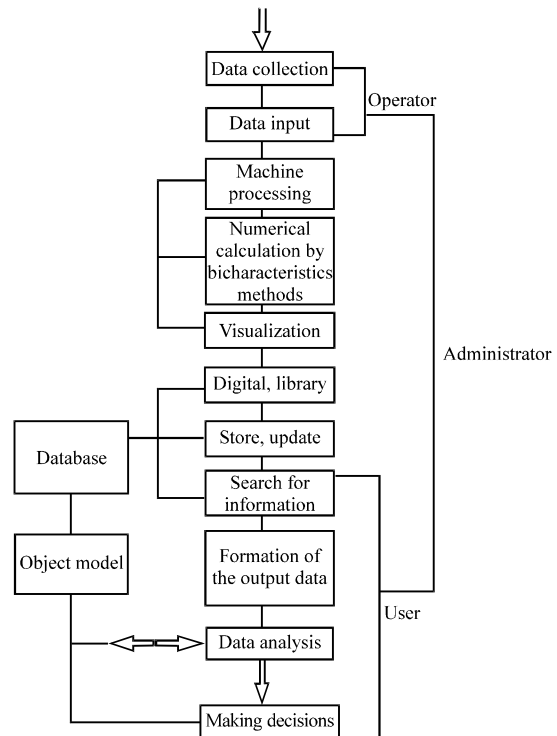 Data collection
Operator
Data input
Machine
processing
Numerical
calculation by
bicharacteristics
methods
Visualization
Administrator
Digital, library
Store, update
Database
Search for
information
Object model
Formation of
the output data
User
Data analysis
Making decisions